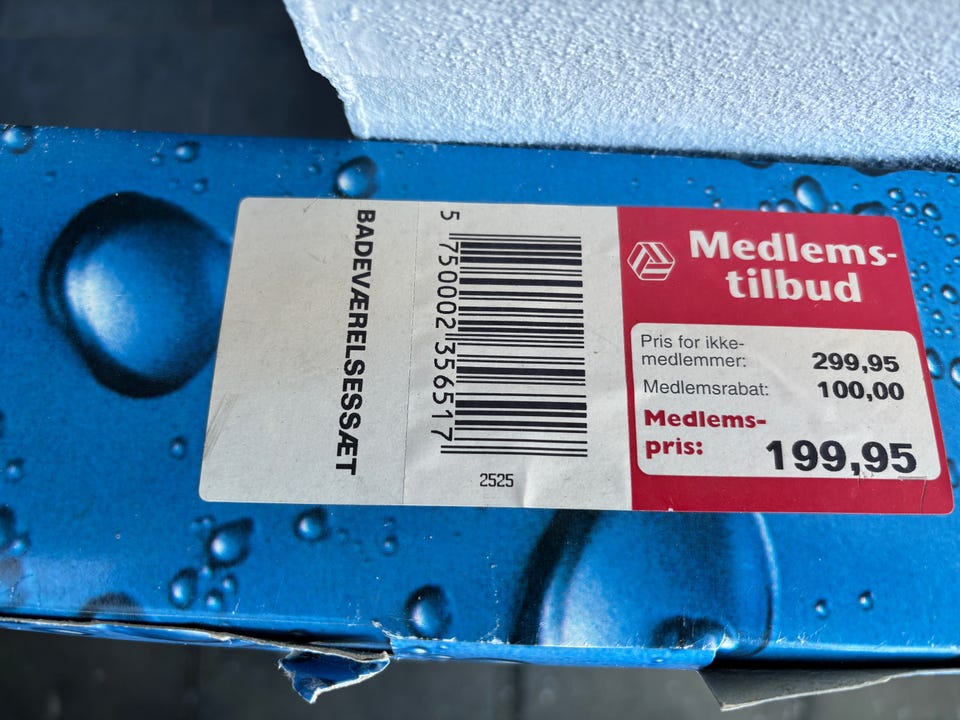 BADEVÆRELSESSÆT
5 750002 356517
2525
Medlems-
tilbud
Pris for ikke-
medlemmer: 299,95
Medlemsrabat: 100,00
Medlems-
pris: 199,95